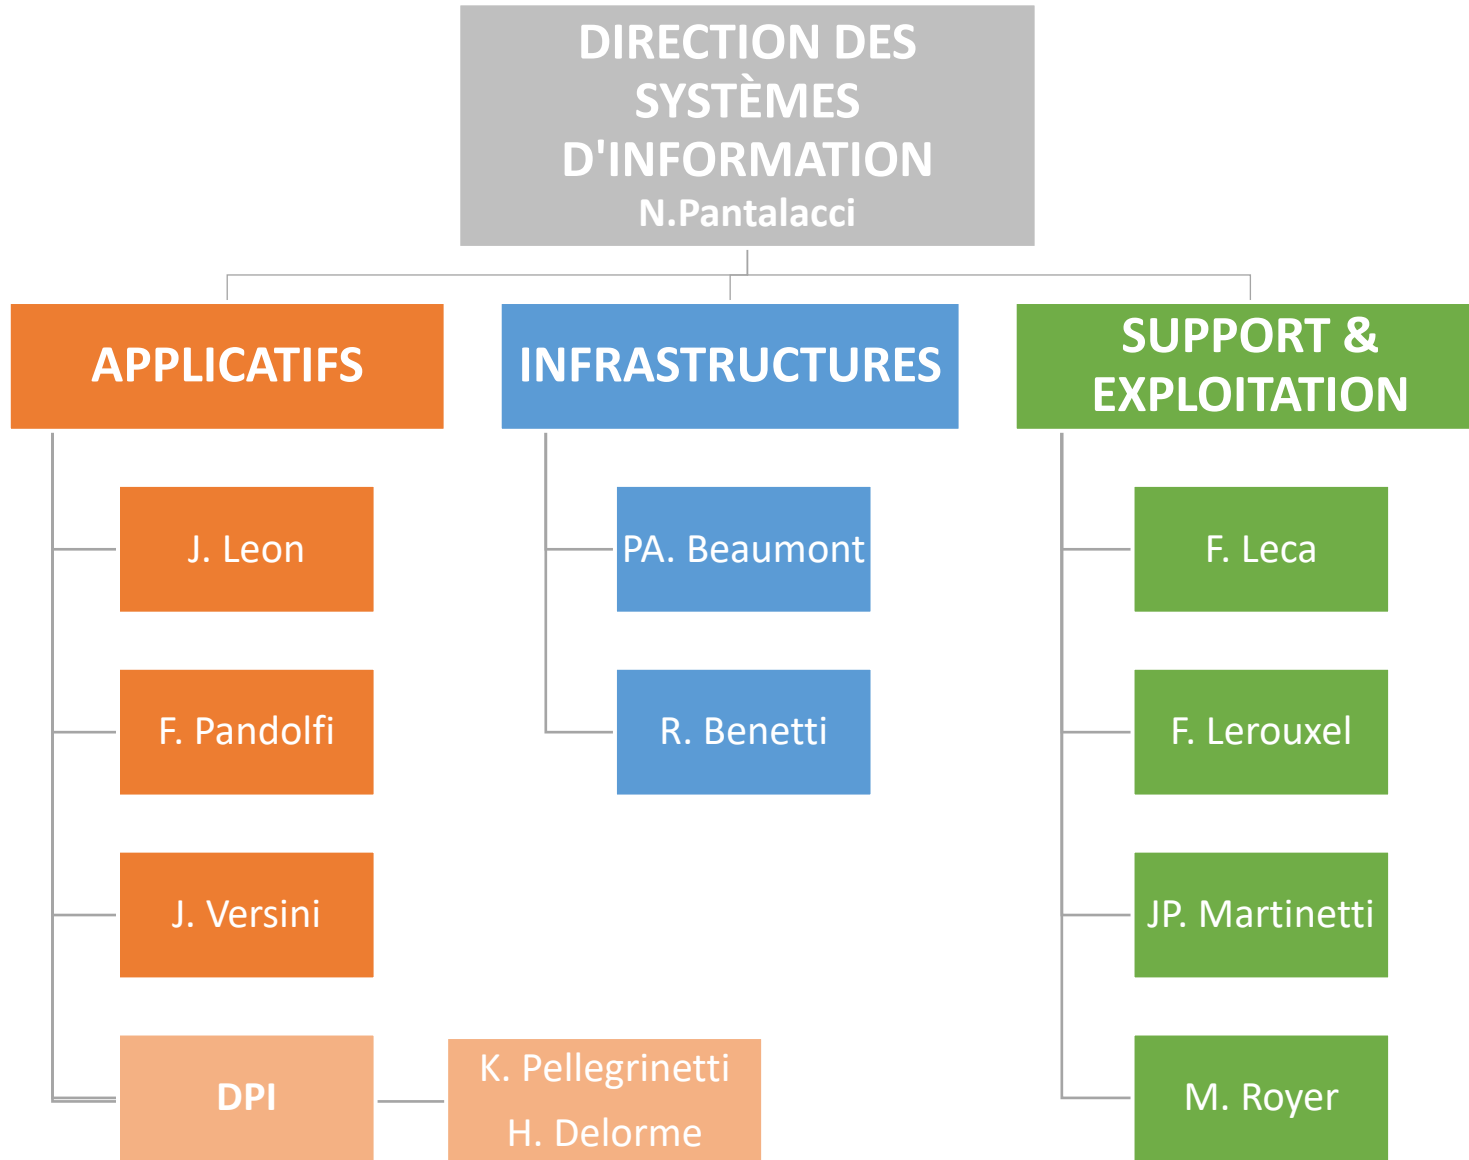 DIRECTION DES
SYSTÈMES
D'INFORMATION
N.Pantalacci
APPLICATIFS
INFRASTRUCTURES
SUPPORT &
EXPLOITATION
J. Leon
PA. Beaumont
F. Leca
F. Pandolfi
R. Benetti
F. Lerouxel
J. Versini
JP. Martinetti
DPI
K. Pellegrinetti
H. Delorme
M. Royer